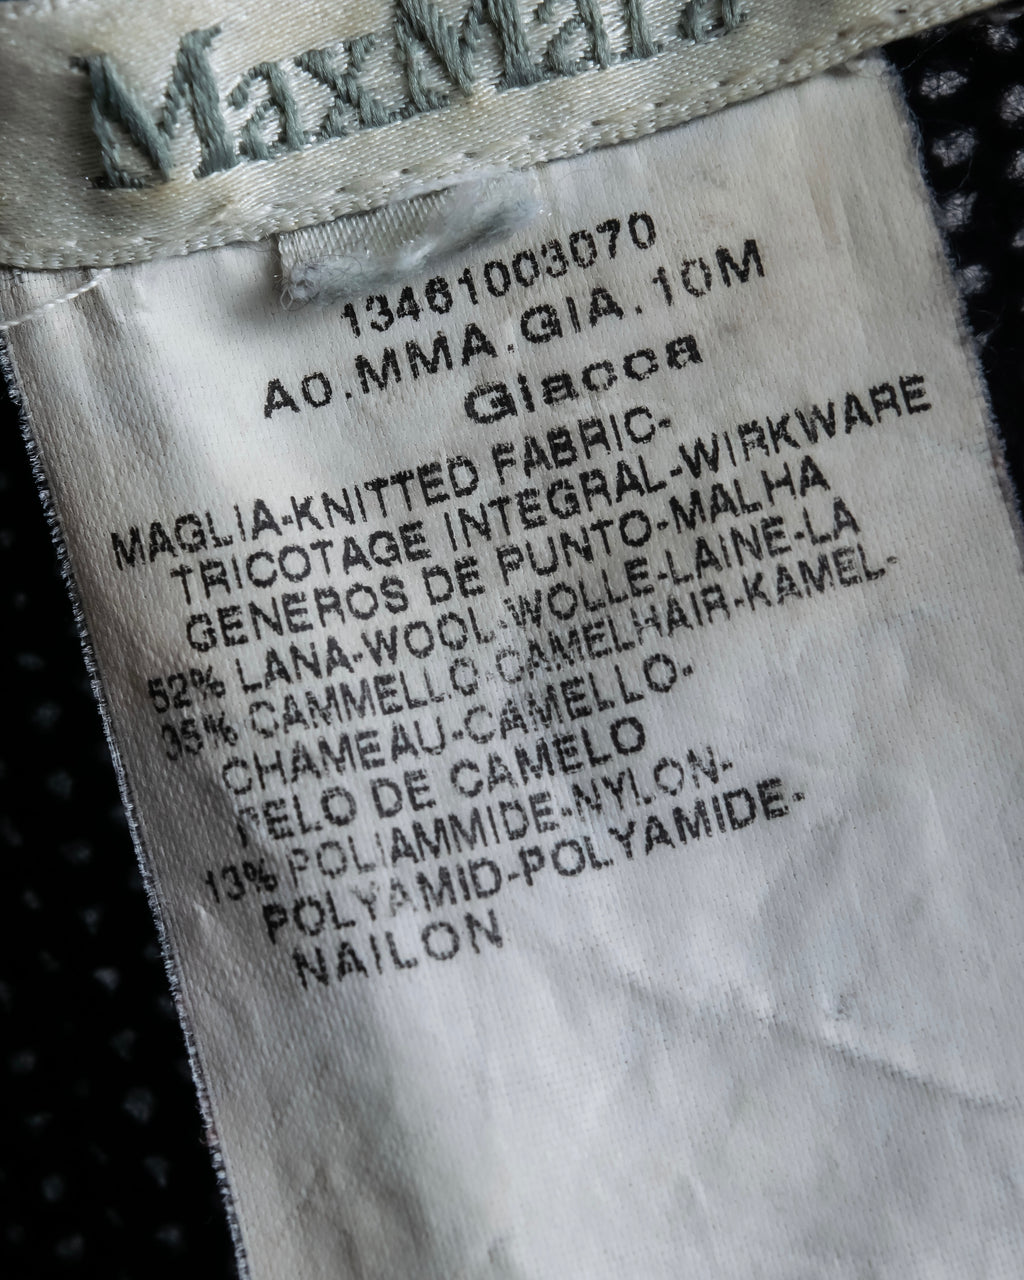 MaxMara
13461003070
A0.MMA.GIA.10M
Giacca
MAGLIA-KNITTED FABRIC-
TRICOTAGE INTEGRAL-WIRKWARE
GENEROS DE PUNTO-MALHA
52% LANA-WOOL-WOLLE-LAINE-LA
35% CAMMELLO-CAMELHAIR-KAMEL-
CHAMEAU-CAMELLO-
PELO DE CAMELO
13% POLIAMMIDE-NYLON-
POLYAMID-POLYAMIDE-
NAILON